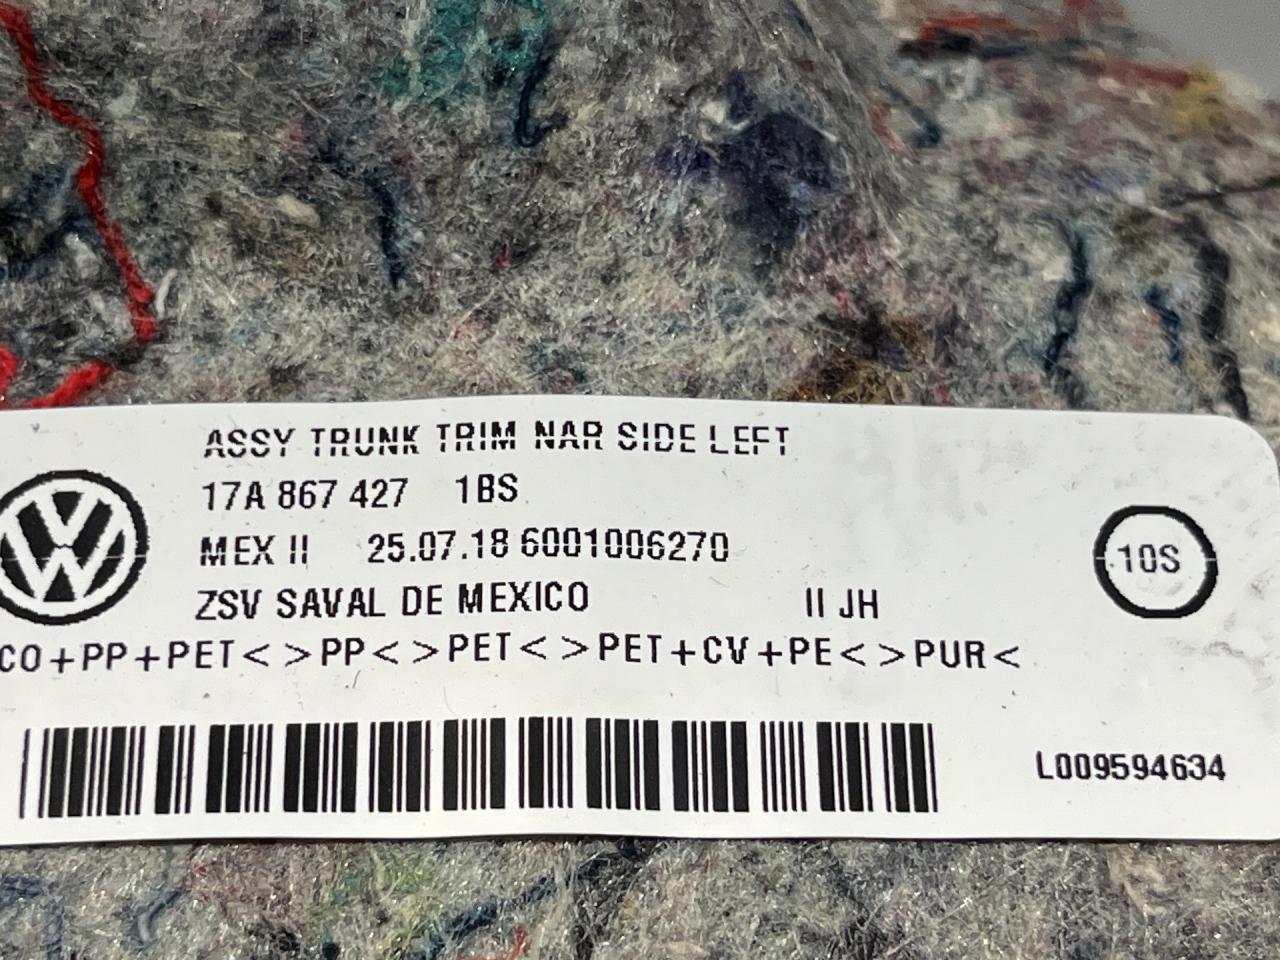 ASSY TRUNK TRIM NAR SIDE LEFT
17A 867 427 1BS
MEX II 25.07.18 6001006270
ZSV SAVAL DE MEXICO II JH
CO+PP+PET< >PP< >PET< >PET+CV+PE< >PUR<
VW
10S
L009594634